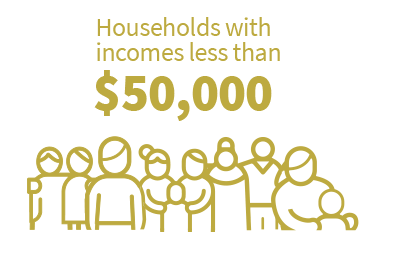 Households with
incomes less than
$50,000